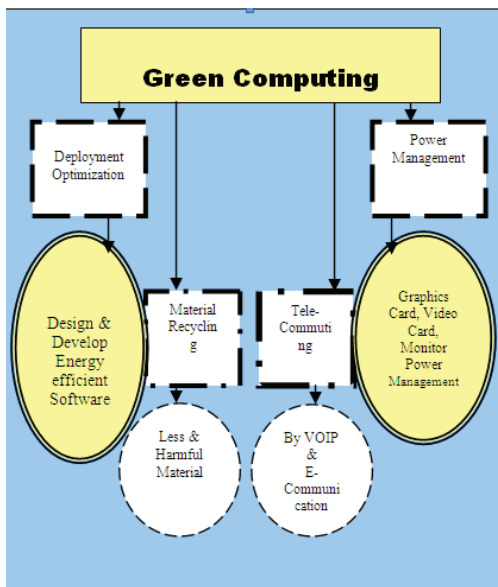 Green Computing
Deployment
Optimization
Power
Management
Design &
Develop
Energy
efficient
Software
Material
Recyclin
g
Tele-
Commuti
ng
Graphics
Card, Video
Card,
Monitor
Power
Management
Less &
Harmful
Material
By VOIP
&
E-
Communi
cation